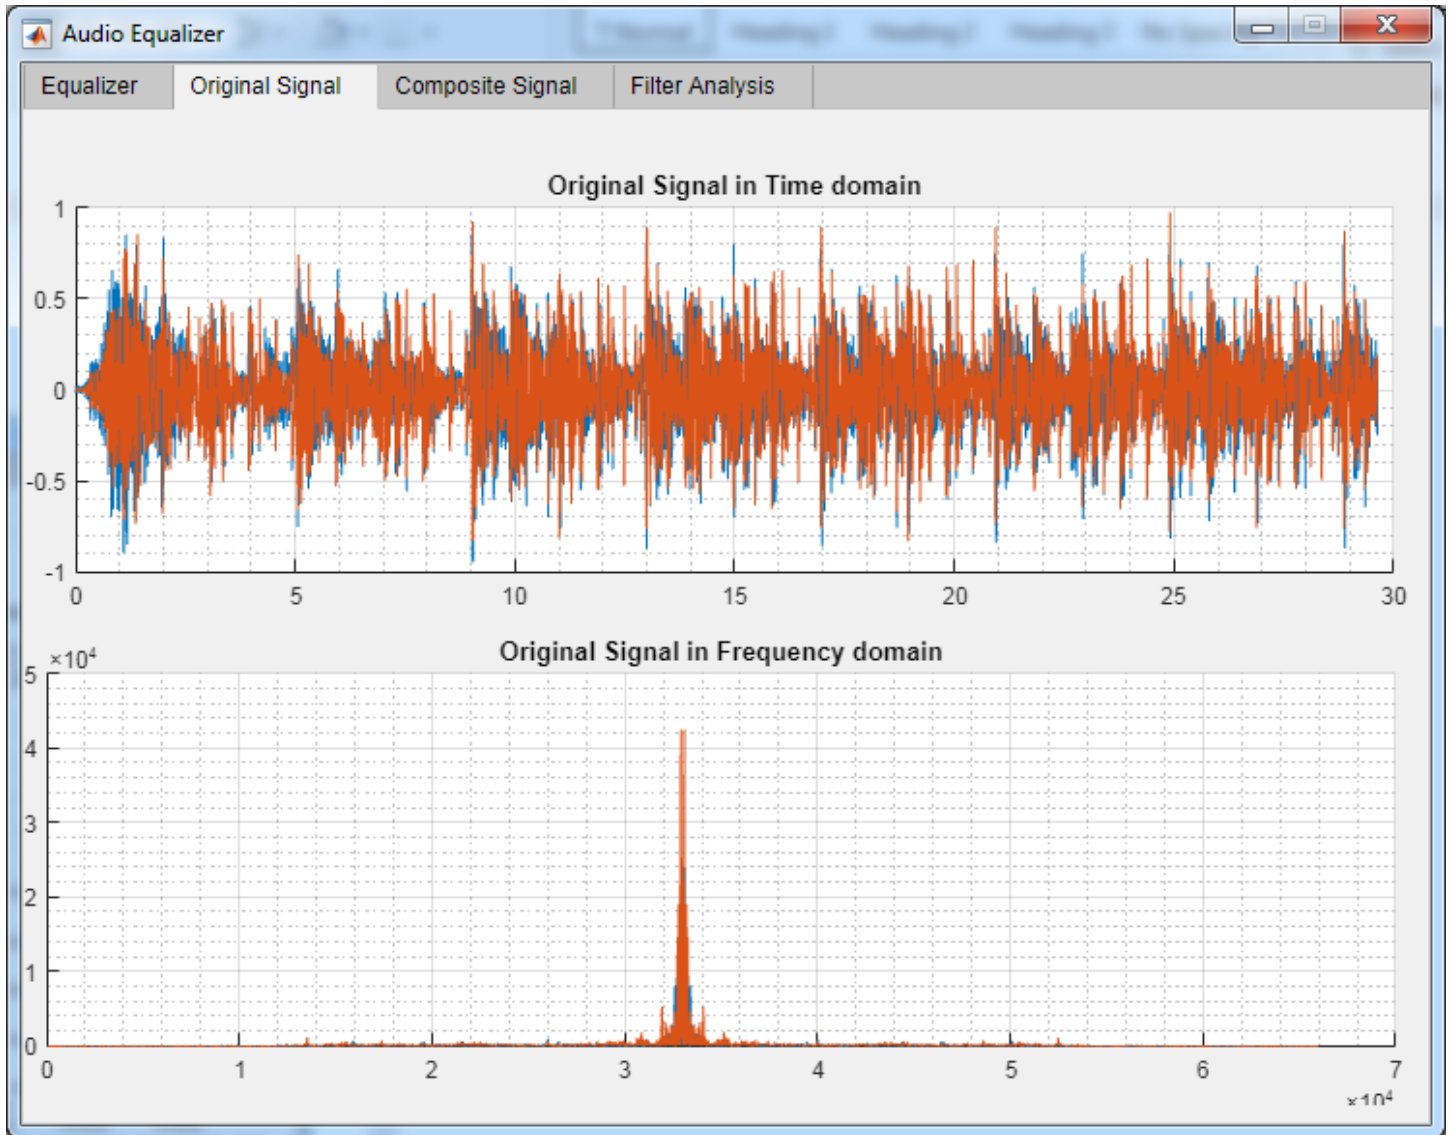 Audio Equalizer
Equalizer Original Signal Composite Signal Filter Analysis
Original Signal in Time domain
1
0.5
0
-0.5
-1
0 5 10 15 20 25 30
Original Signal in Frequency domain
×10⁴
5
4
3
2
1
0
0 1 2 3 4 5 6 7
×10⁴